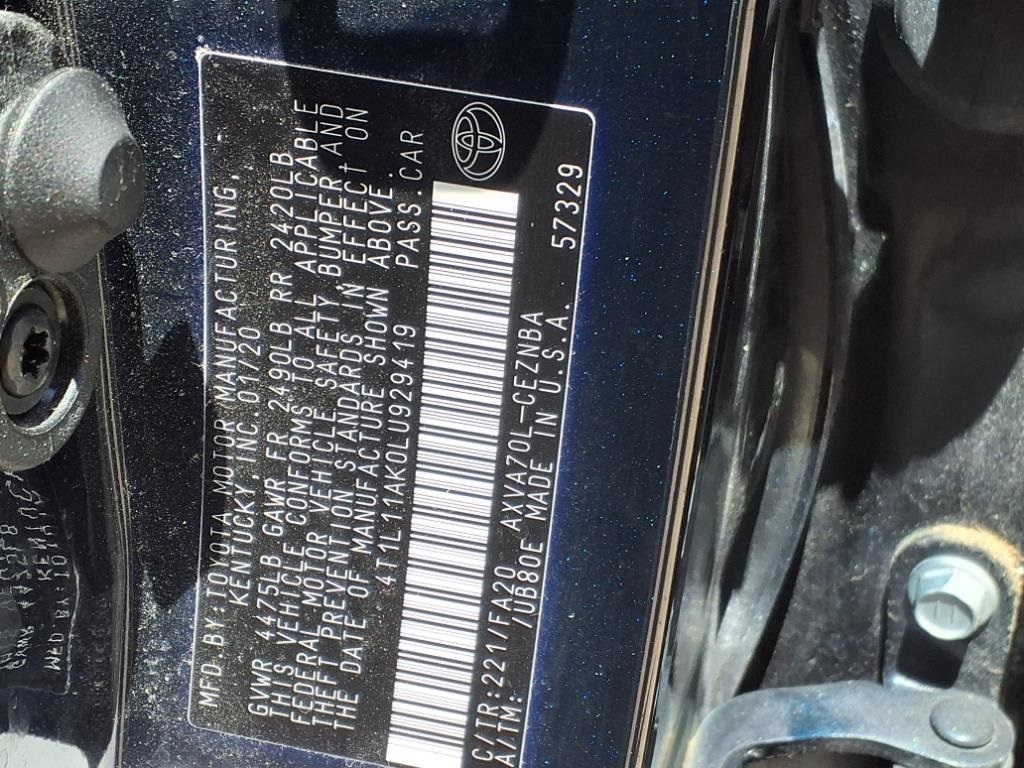 MFD.BY:TOYOTA MOTOR MANUFACTURING,
KENTUCKY, INC 01/20
GVWR 4475LB GAWR FR 2490LB RR 2420LB
THIS VEHICLE CONFORMS TO ALL APPLICABLE
FEDERAL MOTOR VEHICLE SAFETY,BUMPER AND
THEFT PREVENTION STANDARDS IN EFFECT ON
THE DATE OF MANUFACTURE SHOWN ABOVE.
4T1L11AK0LU929419 PASS.CAR
C/TR:221/FA20 AXVA70L-CEZNBA
A/TM: /UB80E MADE IN U.S.A. 57329